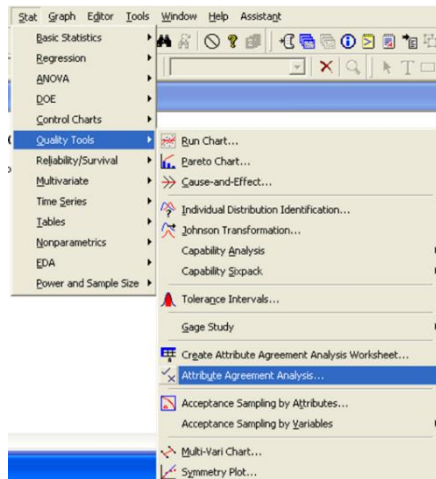 Stat Graph Editor Tools Window Help Assistant
Basic Statistics
Regression
ANOVA
DOE
Control Charts
Quality Tools
Reliability/Survival
Multivariate
Time Series
Tables
Nonparametrics
EDA
Power and Sample Size
Run Chart...
Pareto Chart...
Cause-and-Effect...
Individual Distribution Identification...
Johnson Transformation...
Capability Analysis
Capability Sixpack
Tolerance Intervals...
Gage Study
Create Attribute Agreement Analysis Worksheet...
Attribute Agreement Analysis...
Acceptance Sampling by Attributes...
Acceptance Sampling by Variables
Multi-Vari Chart...
Symmetry Plot...